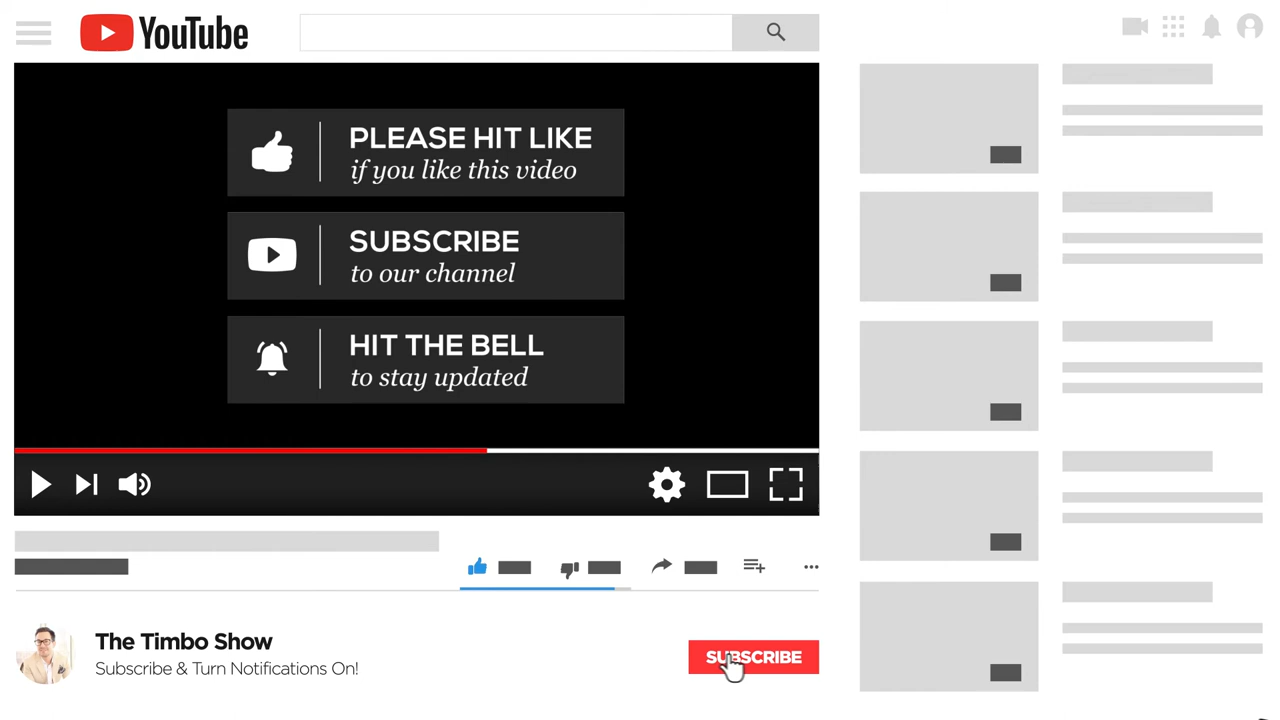 YouTube
PLEASE HIT LIKE
if you like this video
SUBSCRIBE
to our channel
HIT THE BELL
to stay updated
The Timbo Show
Subscribe & Turn Notifications On!
SUBSCRIBE